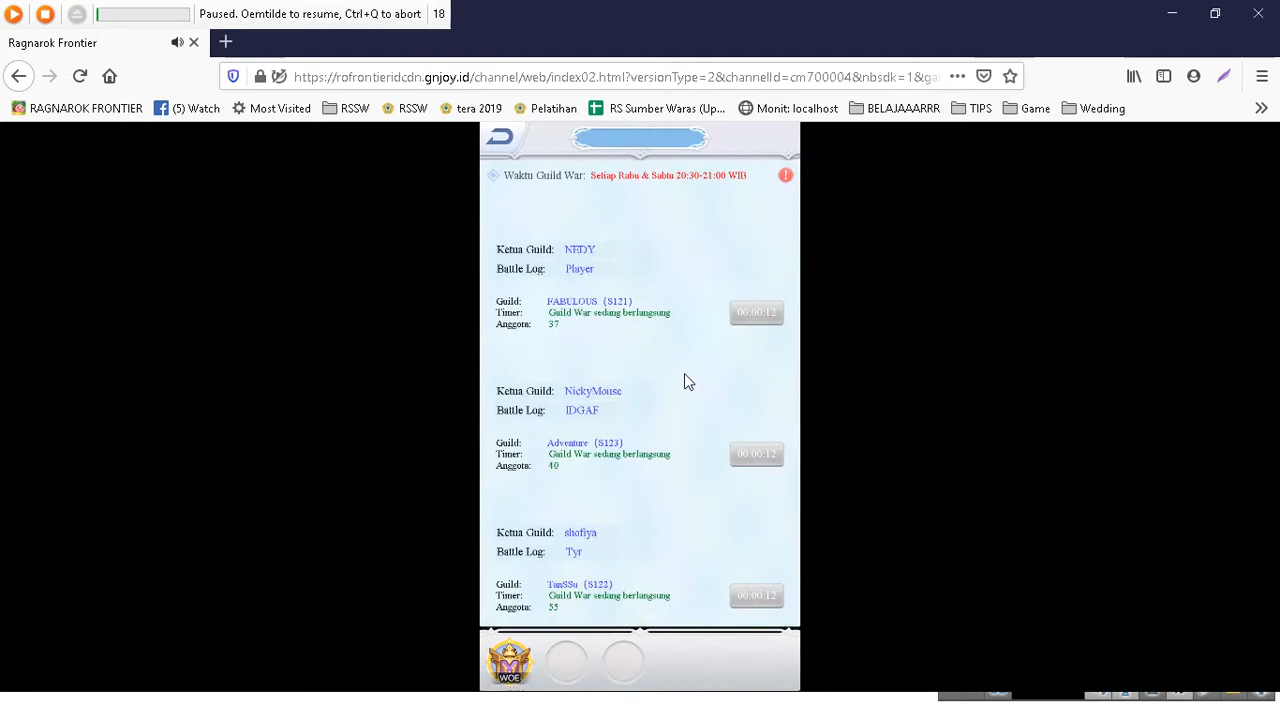 Paused. Oemtilde to resume, Ctrl+Q to abort 18
Ragnarok Frontier
https://rofrontieridcdn.gnjoy.id/channel/web/index02.html?versionType=2&channelId=cm700004&nbsdk=1&ga
RAGNAROK FRONTIER (5) Watch Most Visited RSSW RSSW tera 2019 Pelatihan RS Sumber Waras (Up... Monit: localhost BELAJAAARRR TIPS Game Wedding
Waktu Guild War: Setiap Rabu & Sabtu 20:30-21:00 WIB !
Ketua Guild: NEDY
Battle Log: Player
Guild: FABULOUS (S121)
Timer: Guild War sedang berlangsung 00:00:12
Anggota: 37
Ketua Guild: NickyMouse
Battle Log: IDGAF
Guild: Adventure (S123)
Timer: Guild War sedang berlangsung 00:00:12
Anggota: 40
Ketua Guild: shofiya
Battle Log: Tyr
Guild: TanSSu (S122)
Timer: Guild War sedang berlangsung 00:00:12
Anggota: 55
WOE